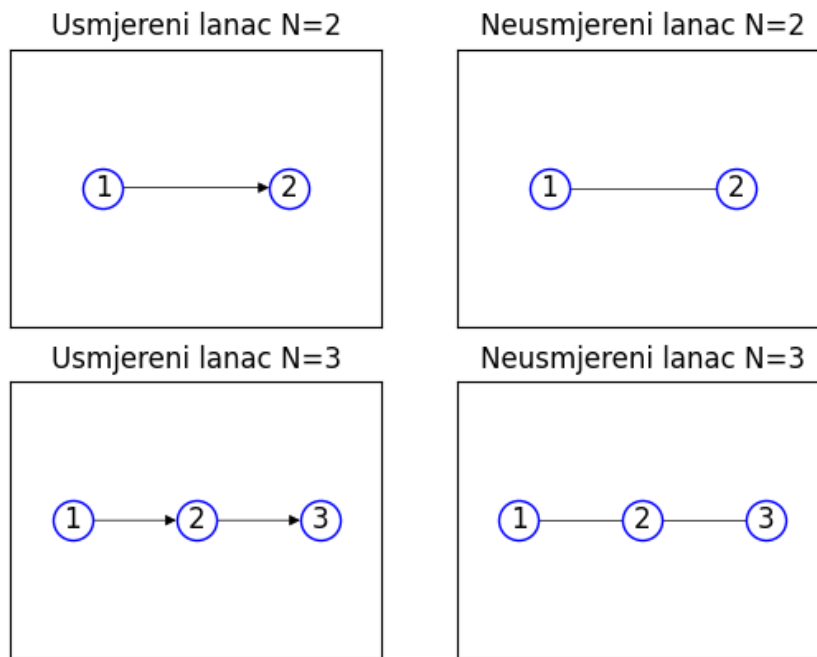 Usmjereni lanac N=2
Neusmjereni lanac N=2
1 2
1 2
Usmjereni lanac N=3
Neusmjereni lanac N=3
1 2 3
1 2 3